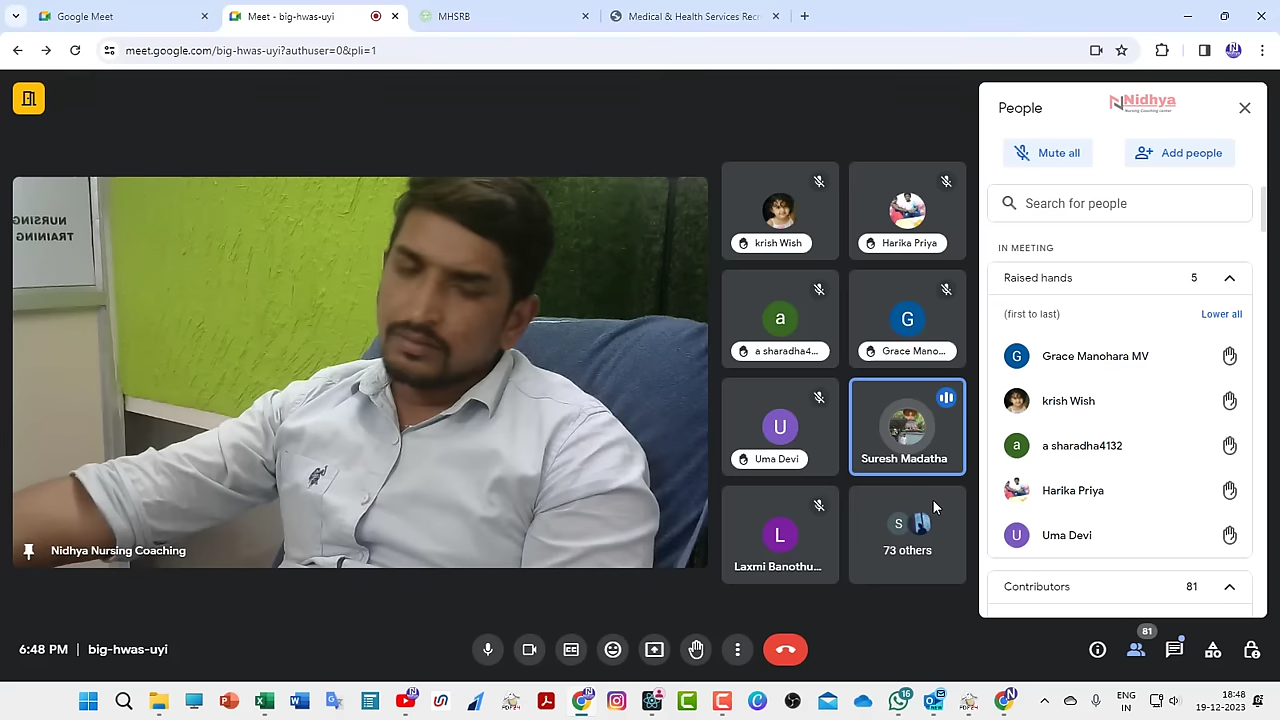 Google Meet
Meet - big-hwas-uyi
MHSRB
Medical & Health Services Rec
meet.google.com/big-hwas-uyi?authuser=0&pli=1
NURSING
TRAINING
Nidhya Nursing Coaching
krish Wish
Harika Priya
a
a sharadha4...
G
Grace Mano...
U
Uma Devi
Suresh Madatha
L
Laxmi Banothu...
S
73 others
People
Nidhya
Nursing Coaching Center
Mute all
Add people
Search for people
IN MEETING
Raised hands 5
(first to last) Lower all
G Grace Manohara MV
krish Wish
a a sharadha4132
Harika Priya
U Uma Devi
Contributors 81
6:48 PM | big-hwas-uyi
81
16
ENG
IN
18:48
19-12-2023